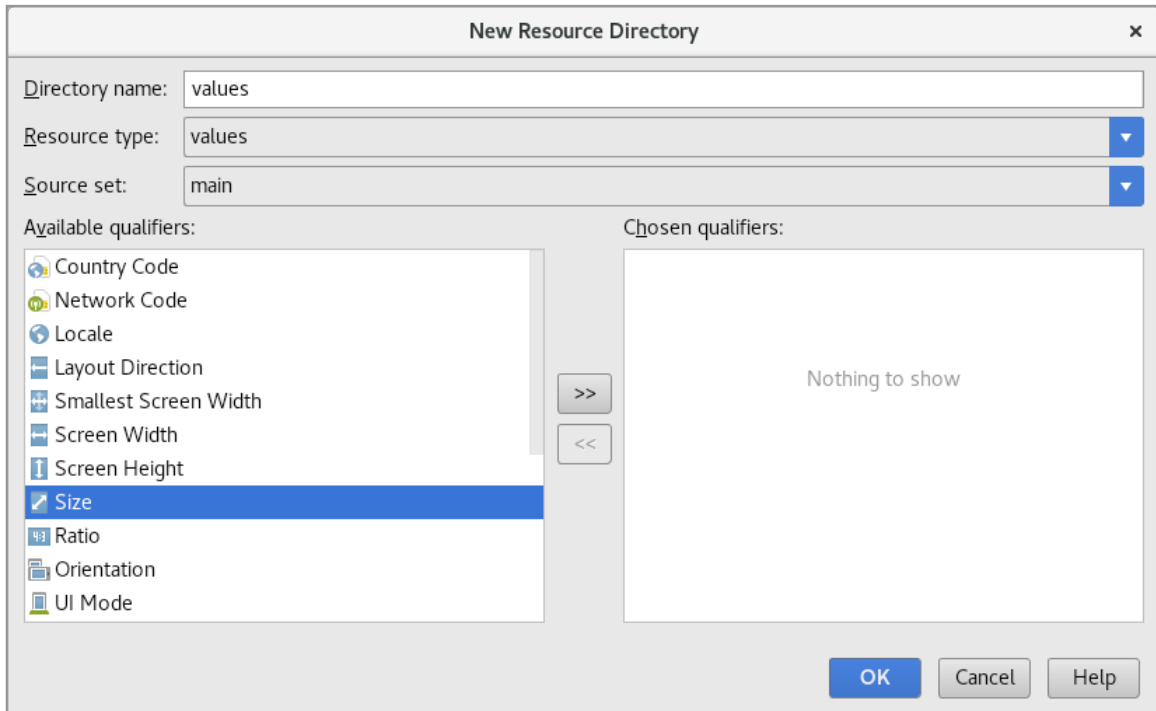 New Resource Directory ×
Directory name: values
Resource type: values
Source set: main
Available qualifiers:
Chosen qualifiers:
Country Code
Network Code
Locale
Layout Direction
Smallest Screen Width
Screen Width
Screen Height
Size
4:3 Ratio
Orientation
UI Mode
>>
<<
Nothing to show
OK Cancel Help